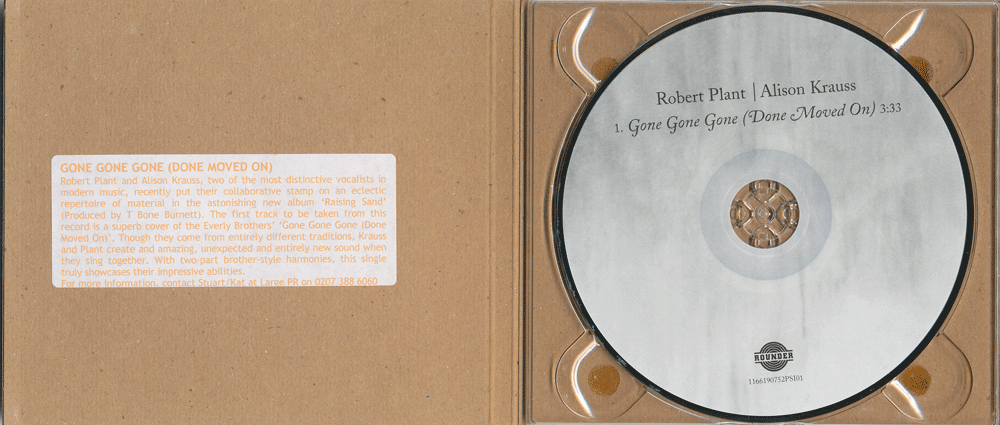 GONE GONE GONE (DONE MOVED ON)
Robert Plant and Alison Krauss, two of the most distinctive vocalists in
modern music, recently put their collaborative stamp on an eclectic
repertoire of material in the astonishing new album ‘Raising Sand’
(Produced by T Bone Burnett). The first track to be taken from this
record is a superb cover of the Everly Brothers’ ‘Gone Gone Gone (Done
Moved On)’. Though they come from entirely different traditions, Krauss
and Plant create and amazing, unexpected and entirely new sound when
they sing together. With two-part brother-style harmonies, this single
truly showcases their impressive abilities.
For more information, contact Stuart/Kat at Large PR on 0207 388 6060
Robert Plant | Alison Krauss
1. Gone Gone Gone (Done Moved On) 3:33
ROUNDER
1166190752PSI01